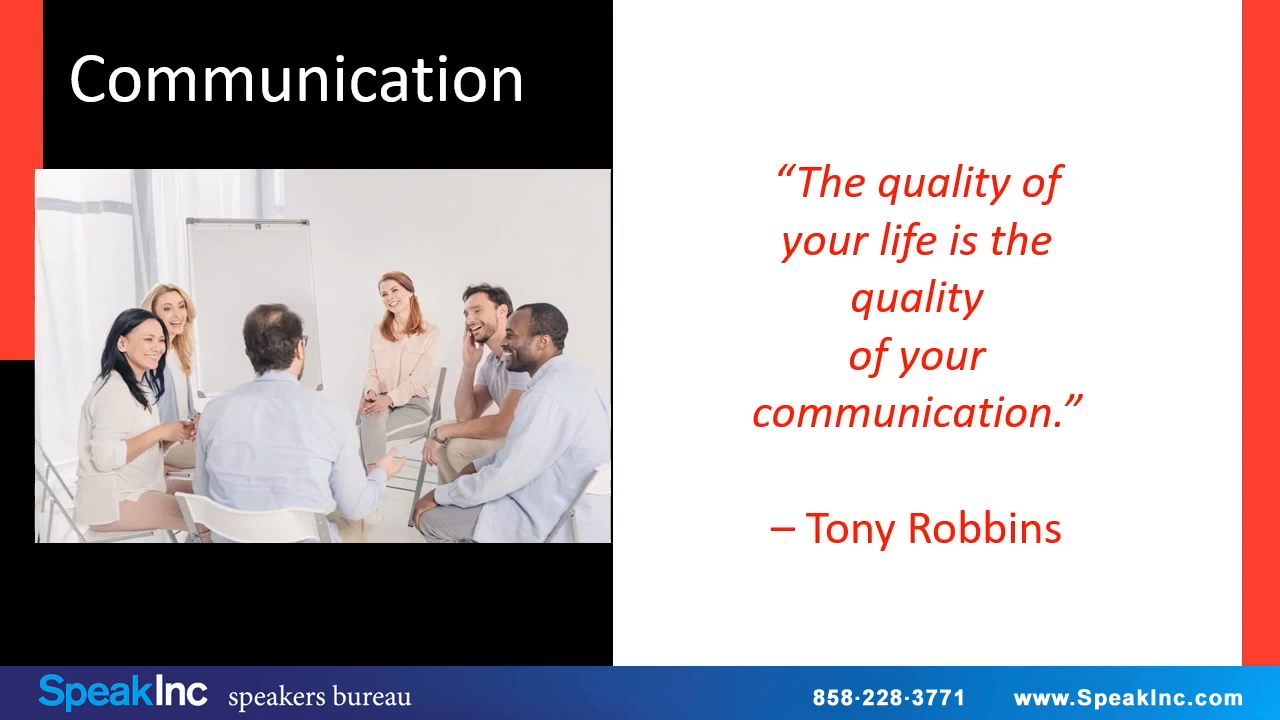 Communication
“The quality of
your life is the
quality
of your
communication.”
– Tony Robbins
SpeakInc speakers bureau
858-228-3771 www.SpeakInc.com